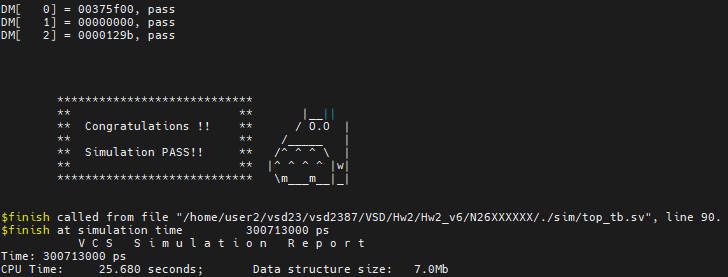 DM[   0] = 00375f00, pass
DM[   1] = 00000000, pass
DM[   2] = 0000129b, pass
****************************
**                        **       |__||
**  Congratulations !!    **      / O.O  |
**                        **    /_____   |
**  Simulation PASS!!     **   /^ ^ ^ \  |
**                        **  |^ ^ ^ ^ |w|
****************************   \m___m__|_|
$finish called from file "/home/user2/vsd23/vsd2387/VSD/Hw2/Hw2_v6/N26XXXXXX/./sim/top_tb.sv", line 90.
$finish at simulation time            300713000 ps
           V C S   S i m u l a t i o n   R e p o r t
Time: 300713000 ps
CPU Time:     25.680 seconds;       Data structure size:   7.0Mb